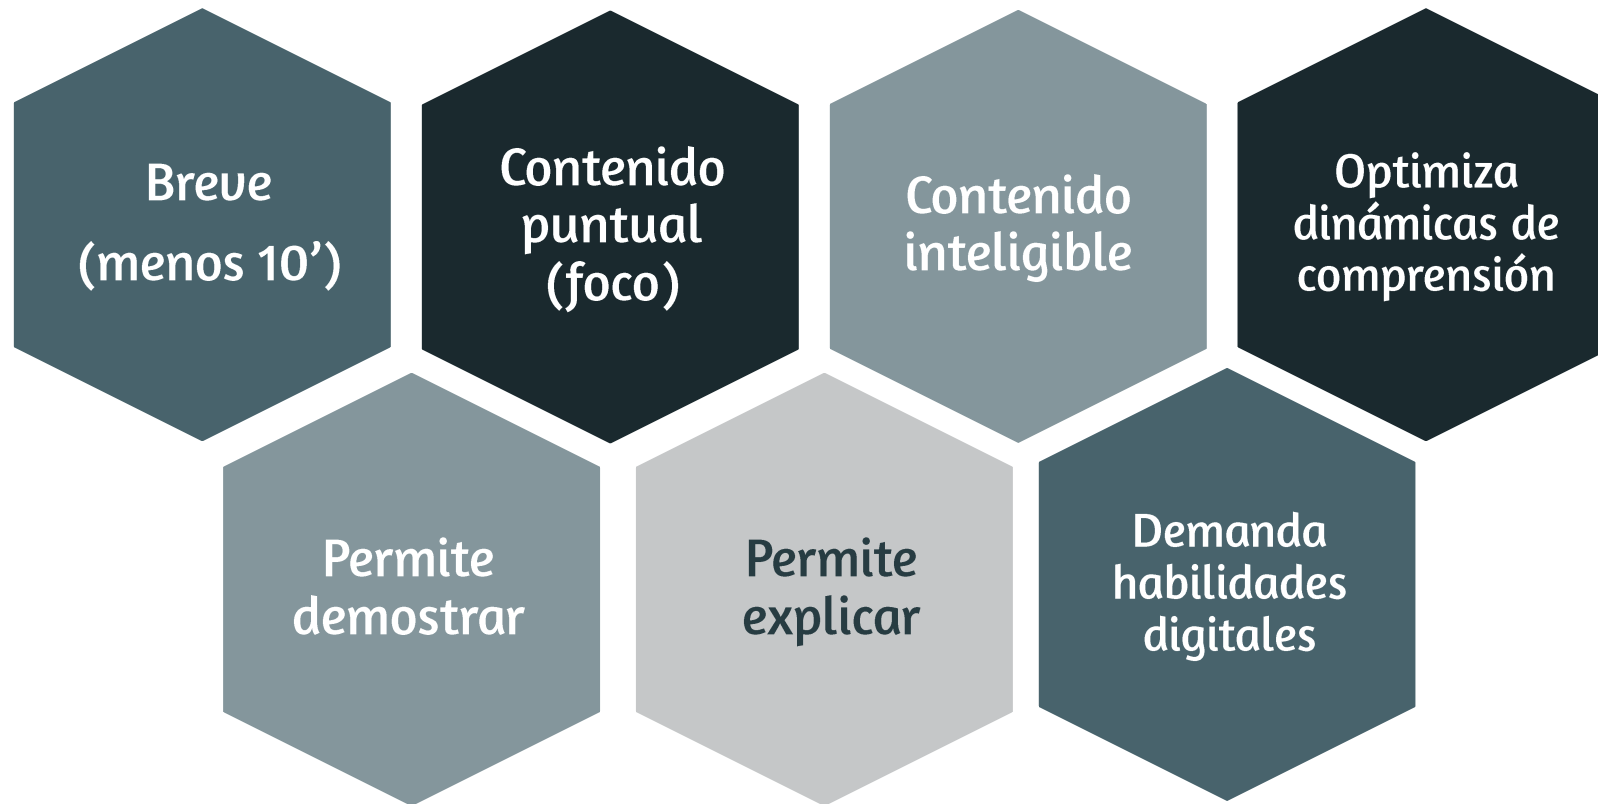 Breve
(menos 10’)
Contenido
puntual
(foco)
Contenido
inteligible
Optimiza
dinámicas de
comprensión
Permite
demostrar
Permite
explicar
Demanda
habilidades
digitales